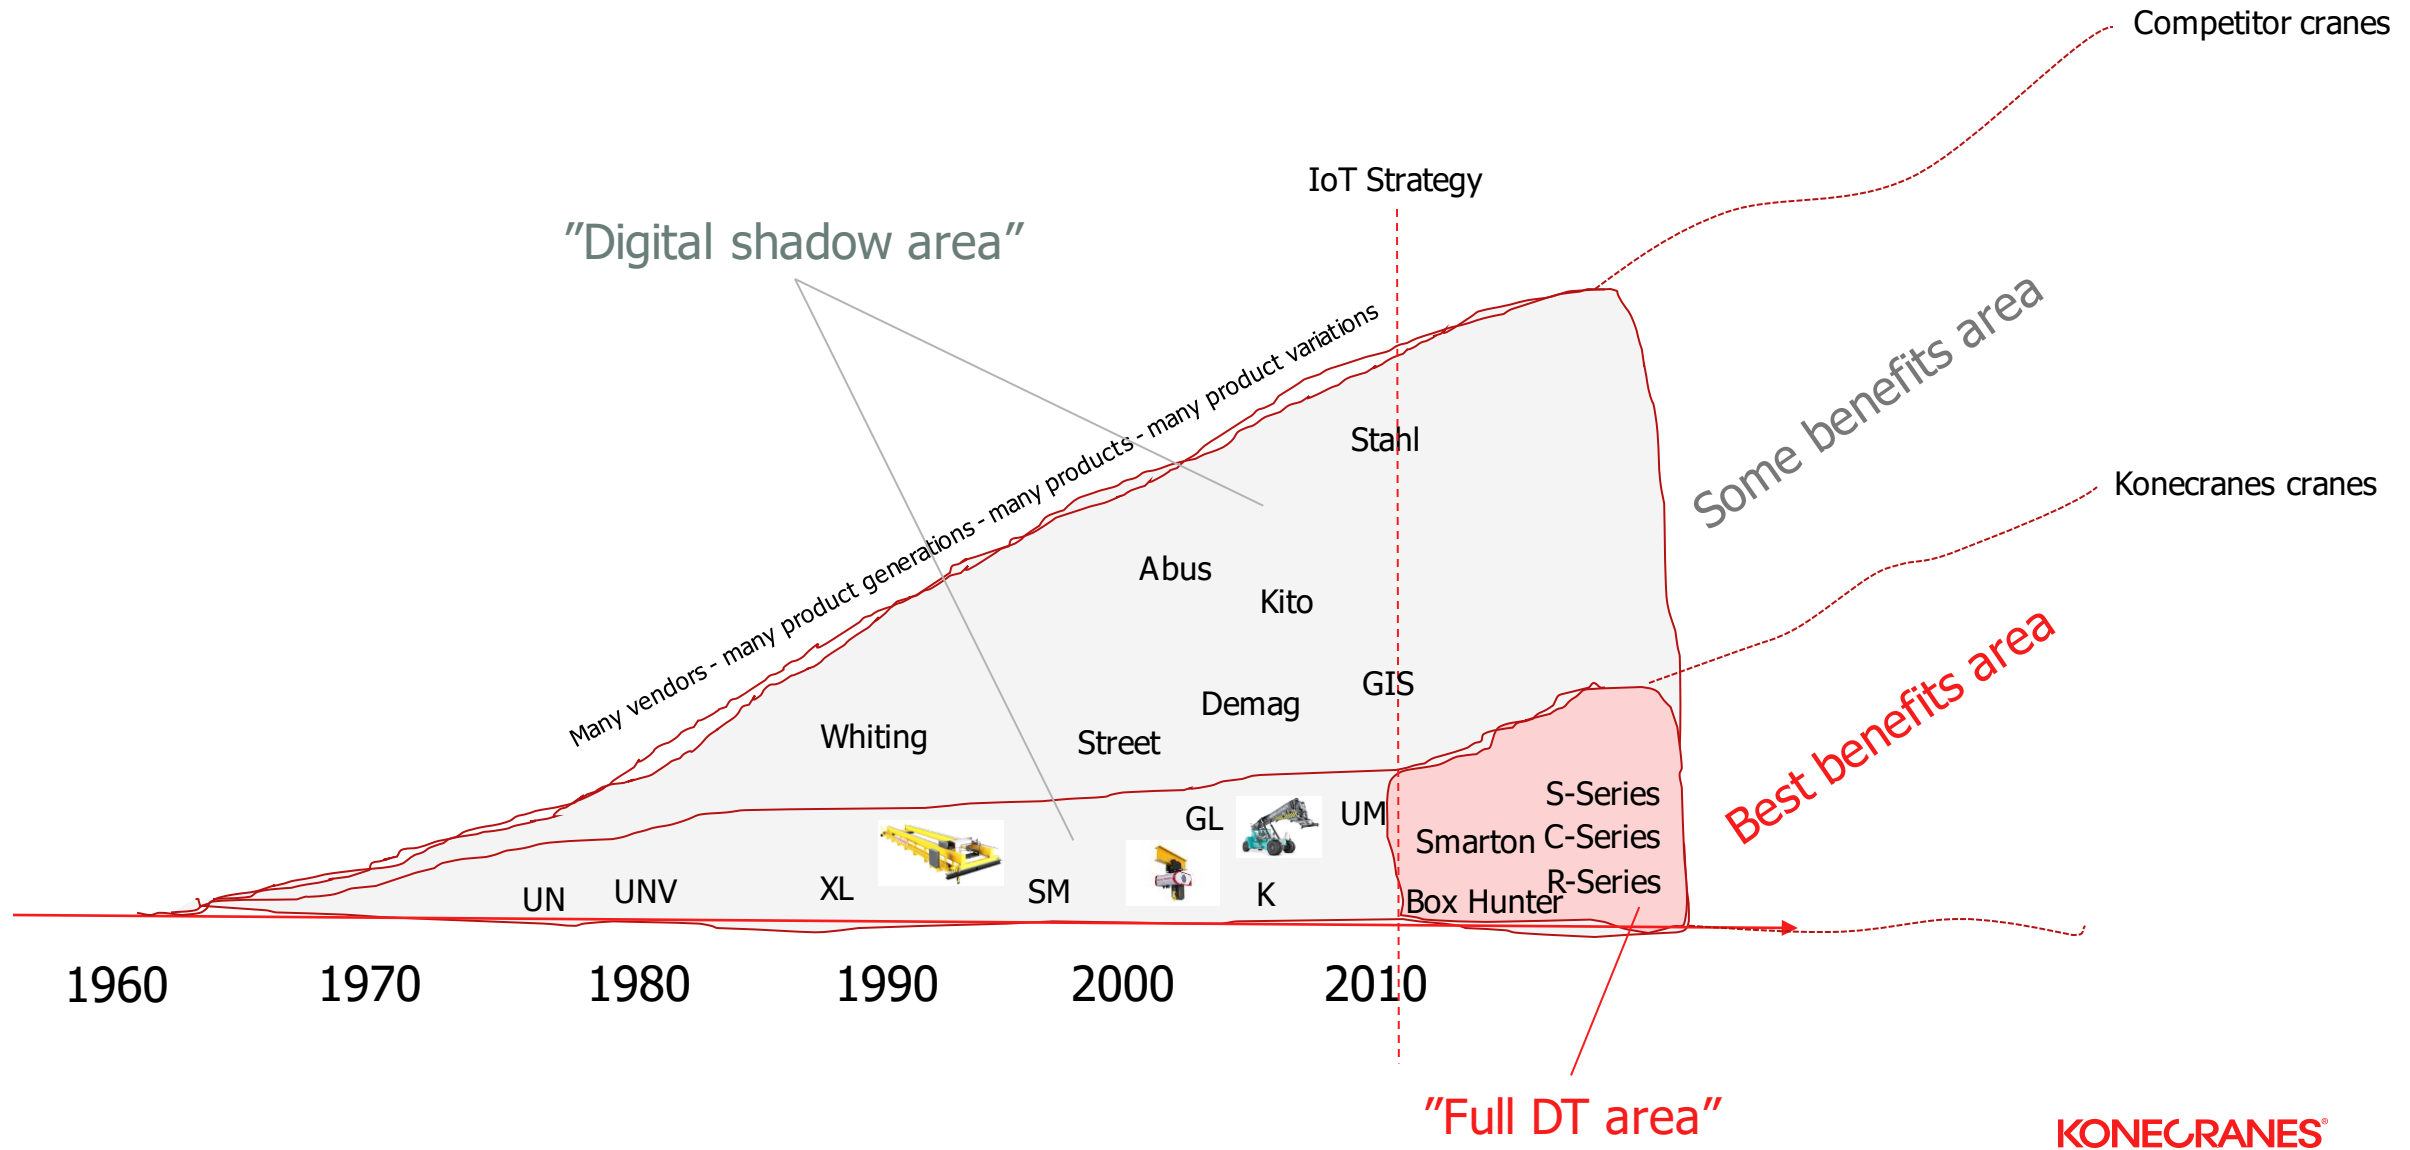 Competitor cranes
IoT Strategy
”Digital shadow area”
Many vendors - many product generations - many products - many product variations
Some benefits area
Stahl
Konecranes cranes
Abus
Kito
GIS
Demag
Whiting
Street
Best benefits area
S-Series
GL
UM
Smarton
C-Series
R-Series
UN
UNV
XL
SM
K
Box Hunter
1960
1970
1980
1990
2000
2010
”Full DT area”
KONECRANES®